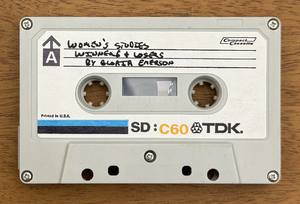 A
WOMEN'S STUDIES
WINNERS & LOSERS
BY GLORIA EMERSON
Compact
Cassette
Printed in U.S.A.
SD:C60 TDK.